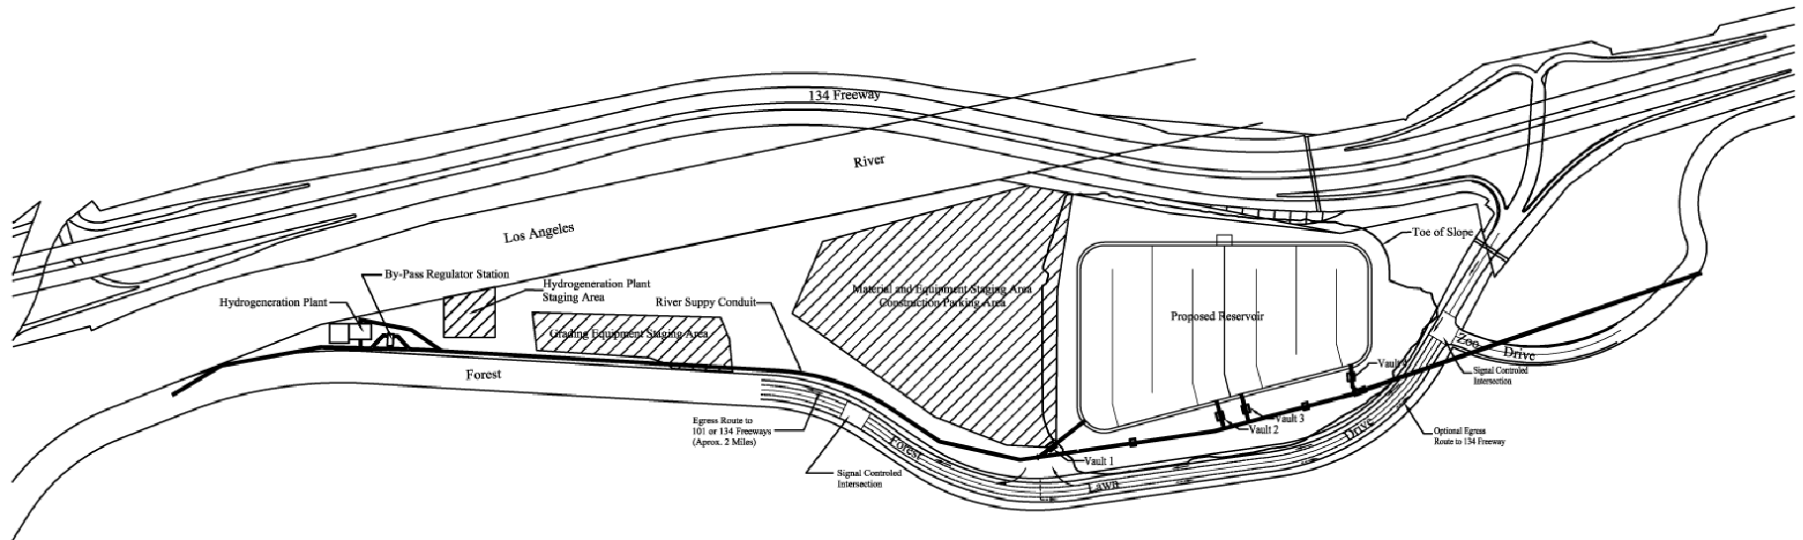 134 Freeway
River
Los Angeles
Toe of Slope
By-Pass Regulator Station
Hydrogeneration Plant
Hydrogeneration Plant
Staging Area
River Suppy Conduit
Material and Equipment Staging Area
Construction Parking Area
Grading Equipment Staging Area
Proposed Reservoir
Zoo
Drive
Forest
Vault
Signal Controled
Intersection
Egress Route to
101 or 134 Freeways
(Aprox. 2 Miles)
Vault 3
Vault 2
Drive
Optional Egress
Route to 134 Freeway
Forest
Vault 1
Signal Controled
Intersection
Lawn